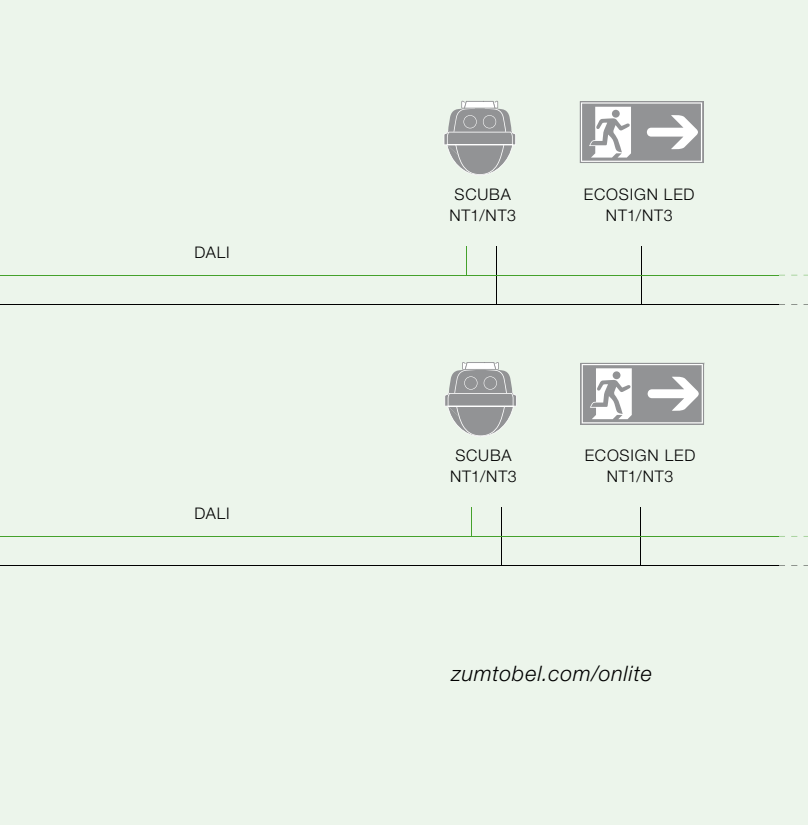 SCUBA
NT1/NT3
ECOSIGN LED
NT1/NT3
DALI
SCUBA
NT1/NT3
ECOSIGN LED
NT1/NT3
DALI
zumtobel.com/onlite